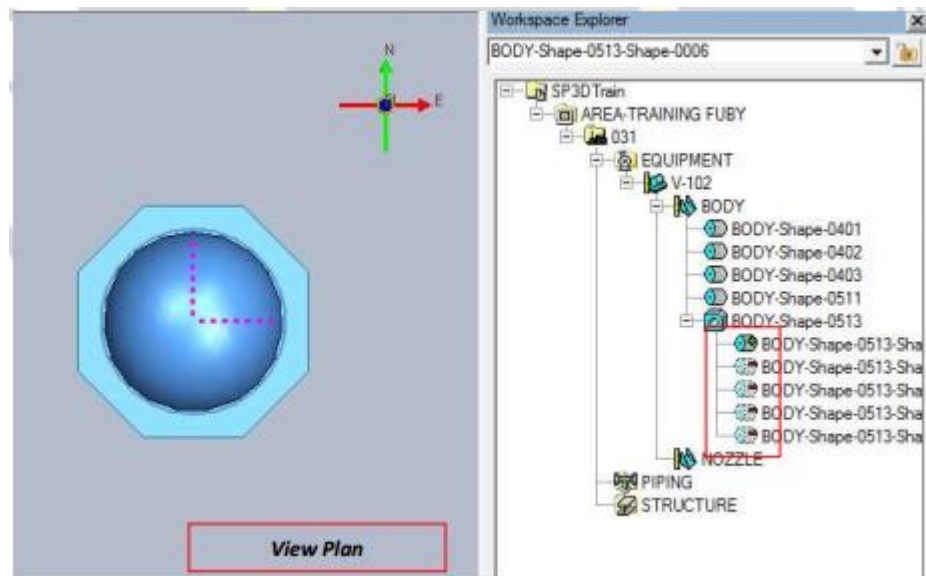 Workspace Explorer
BODY-Shape-0513-Shape-0006
N
E
SP3DTrain
AREA-TRAINING FUBY
031
EQUIPMENT
V-102
BODY
BODY-Shape-0401
BODY-Shape-0402
BODY-Shape-0403
BODY-Shape-0511
BODY-Shape-0513
BODY-Shape-0513-Sha
BODY-Shape-0513-Sha
BODY-Shape-0513-Sha
BODY-Shape-0513-Sha
BODY-Shape-0513-Sha
NOZZLE
PIPING
STRUCTURE
View Plan